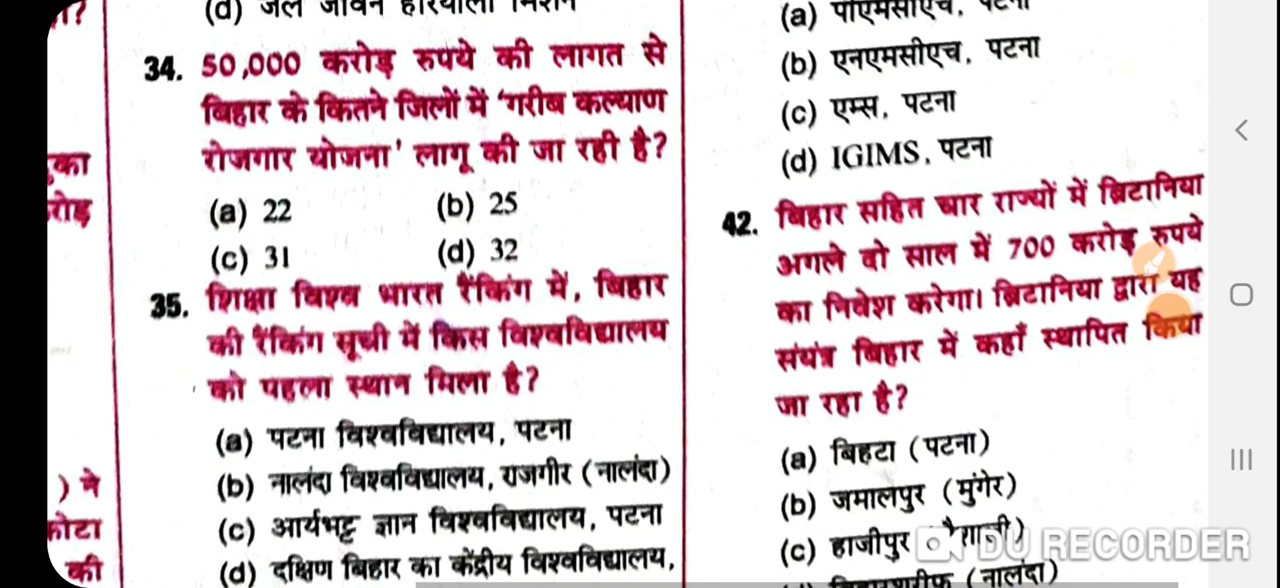 (d) जल जीवन हरियाली मिशन
34. 50,000 करोड़ रुपये की लागत से
बिहार के कितने जिलों में 'गरीब कल्याण
रोजगार योजना' लागू की जा रही है?
(a) 22 (b) 25
(c) 31 (d) 32
35. शिक्षा विश्व भारत रैंकिंग में, बिहार
की रैंकिंग सूची में किस विश्वविद्यालय
को पहला स्थान मिला है?
(a) पटना विश्वविद्यालय, पटना
(b) नालंदा विश्वविद्यालय, राजगीर (नालंदा)
(c) आर्यभट्ट ज्ञान विश्वविद्यालय, पटना
(d) दक्षिण बिहार का केंद्रीय विश्वविद्यालय,
(a) पीएमसीएच, पटना
(b) एनएमसीएच, पटना
(c) एम्स, पटना
(d) IGIMS, पटना
42. बिहार सहित चार राज्यों में ब्रिटानिया
अगले दो साल में 700 करोड़ रुपये
का निवेश करेगा। ब्रिटानिया द्वारा यह
संयंत्र बिहार में कहाँ स्थापित किया
जा रहा है?
(a) बिहटा (पटना)
(b) जमालपुर (मुंगेर)
(c) हाजीपुर
(नालंदा)
) ने
की
DU RECORDER